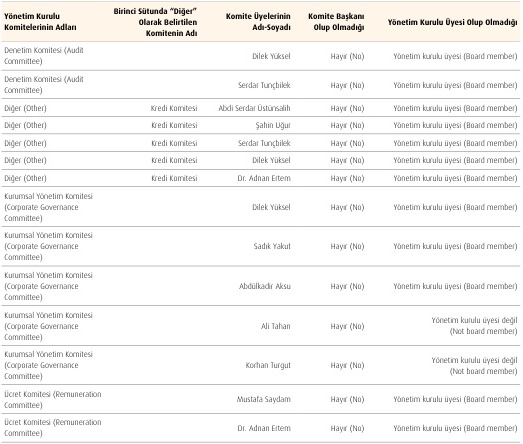 Yönetim Kurulu Komitelerinin Adları | Birinci Sütunda “Diğer” Olarak Belirtilen Komitenin Adı | Komite Üyelerinin Adı-Soyadı | Komite Başkanı Olup Olmadığı | Yönetim Kurulu Üyesi Olup Olmadığı
Denetim Komitesi (Audit Committee) | | Dilek Yüksel | Hayır (No) | Yönetim kurulu üyesi (Board member)
Denetim Komitesi (Audit Committee) | | Serdar Tunçbilek | Hayır (No) | Yönetim kurulu üyesi (Board member)
Diğer (Other) | Kredi Komitesi | Abdi Serdar Üstünsalih | Hayır (No) | Yönetim kurulu üyesi (Board member)
Diğer (Other) | Kredi Komitesi | Şahin Uğur | Hayır (No) | Yönetim kurulu üyesi (Board member)
Diğer (Other) | Kredi Komitesi | Serdar Tunçbilek | Hayır (No) | Yönetim kurulu üyesi (Board member)
Diğer (Other) | Kredi Komitesi | Dilek Yüksel | Hayır (No) | Yönetim kurulu üyesi (Board member)
Diğer (Other) | Kredi Komitesi | Dr. Adnan Ertem | Hayır (No) | Yönetim kurulu üyesi (Board member)
Kurumsal Yönetim Komitesi (Corporate Governance Committee) | | Dilek Yüksel | Hayır (No) | Yönetim kurulu üyesi (Board member)
Kurumsal Yönetim Komitesi (Corporate Governance Committee) | | Sadık Yakut | Hayır (No) | Yönetim kurulu üyesi (Board member)
Kurumsal Yönetim Komitesi (Corporate Governance Committee) | | Abdülkadir Aksu | Hayır (No) | Yönetim kurulu üyesi (Board member)
Kurumsal Yönetim Komitesi (Corporate Governance Committee) | | Ali Tahan | Hayır (No) | Yönetim kurulu üyesi değil (Not board member)
Kurumsal Yönetim Komitesi (Corporate Governance Committee) | | Korhan Turgut | Hayır (No) | Yönetim kurulu üyesi değil (Not board member)
Ücret Komitesi (Remuneration Committee) | | Mustafa Saydam | Hayır (No) | Yönetim kurulu üyesi (Board member)
Ücret Komitesi (Remuneration Committee) | | Dr. Adnan Ertem | Hayır (No) | Yönetim kurulu üyesi (Board member)